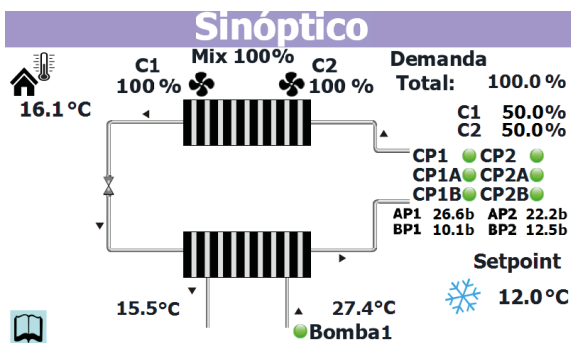 Sinóptico
Mix 100%
C1
100 %
C2
100 %
16.1 °C
Demanda
Total: 100.0 %
C1 50.0%
C2 50.0%
CP1 CP2
CP1A CP2A
CP1B CP2B
AP1 26.6b AP2 22.2b
BP1 10.1b BP2 12.5b
Setpoint
12.0°C
15.5°C
27.4°C
Bomba1